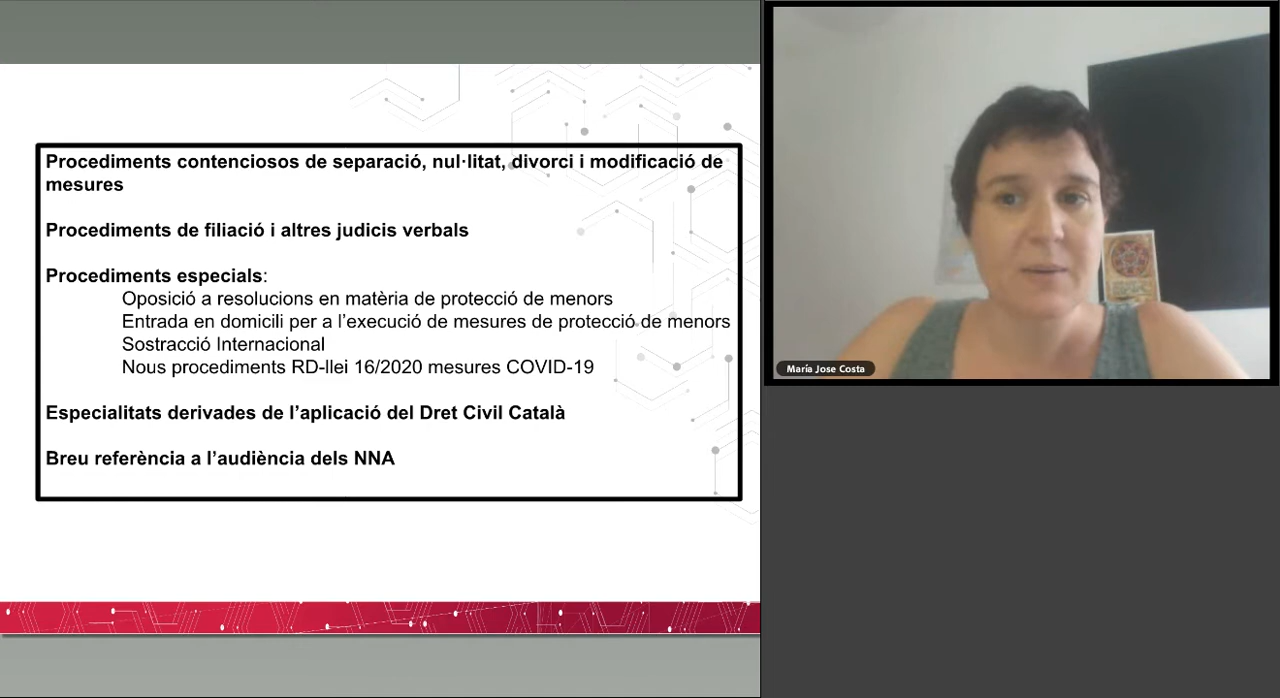 Procediments contenciosos de separació, nul·litat, divorci i modificació de
mesures
Procediments de filiació i altres judicis verbals
Procediments especials:
Oposició a resolucions en matèria de protecció de menors
Entrada en domicili per a l’execució de mesures de protecció de menors
Sostracció Internacional
Nous procediments RD-llei 16/2020 mesures COVID-19
Especialitats derivades de l’aplicació del Dret Civil Català
Breu referència a l’audiència dels NNA
María Jose Costa